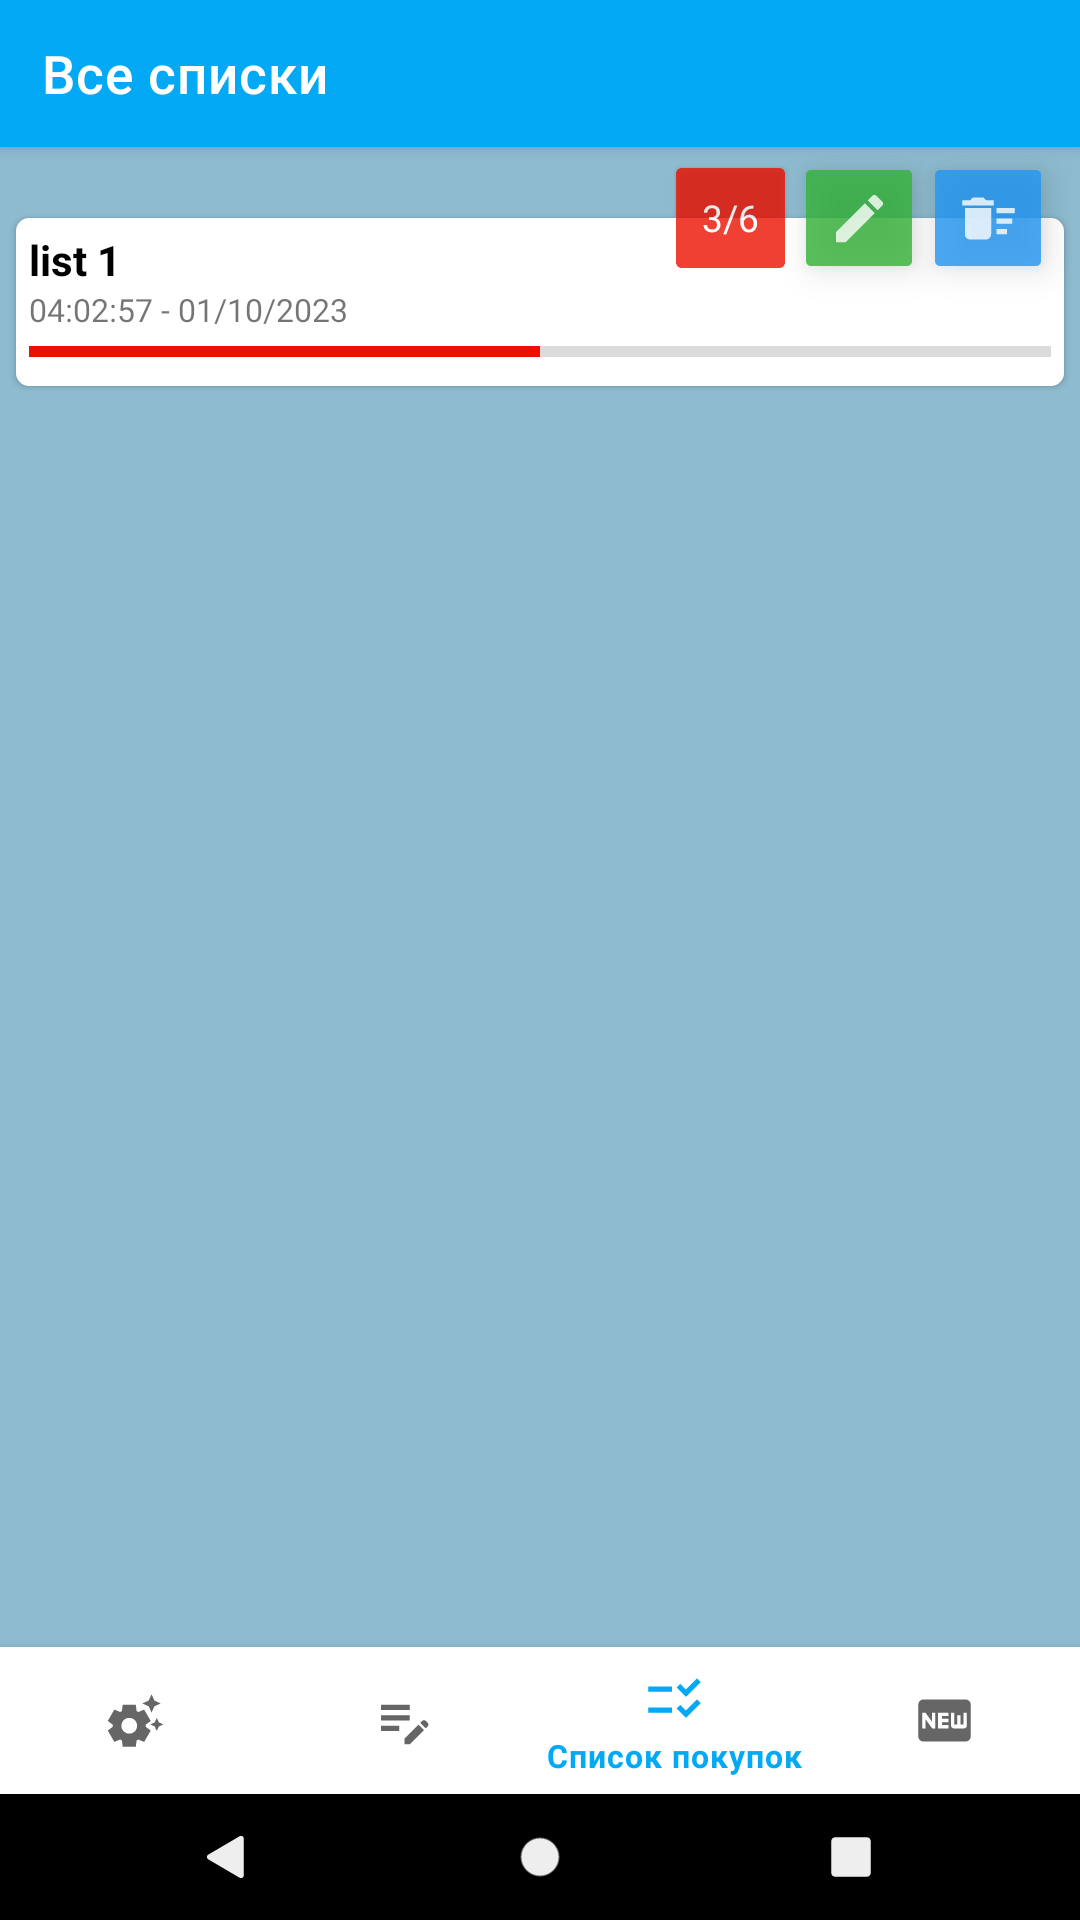 Все списки
3/6
list 1
04:02:57 - 01/10/2023
NEW
Список покупок